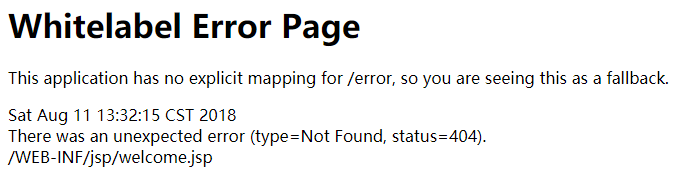 Whitelabel Error Page
This application has no explicit mapping for /error, so you are seeing this as a fallback.
Sat Aug 11 13:32:15 CST 2018
There was an unexpected error (type=Not Found, status=404).
/WEB-INF/jsp/welcome.jsp